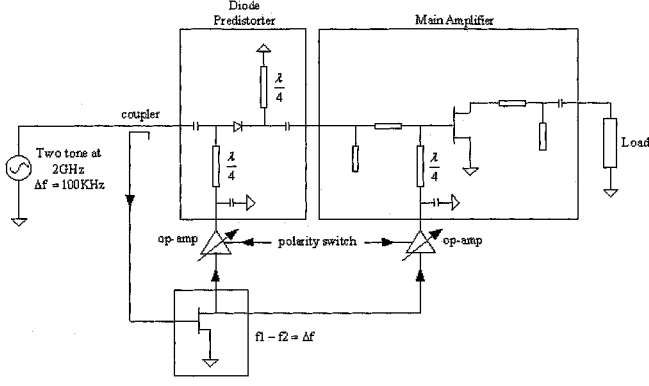 Diode
Predistorter
Main Amplifier
λ
4
coupler
Two tone at
2GHz
Δf = 100KHz
λ
4
λ
4
Load
op-amp
polarity switch
op-amp
f1 – f2 = Δf